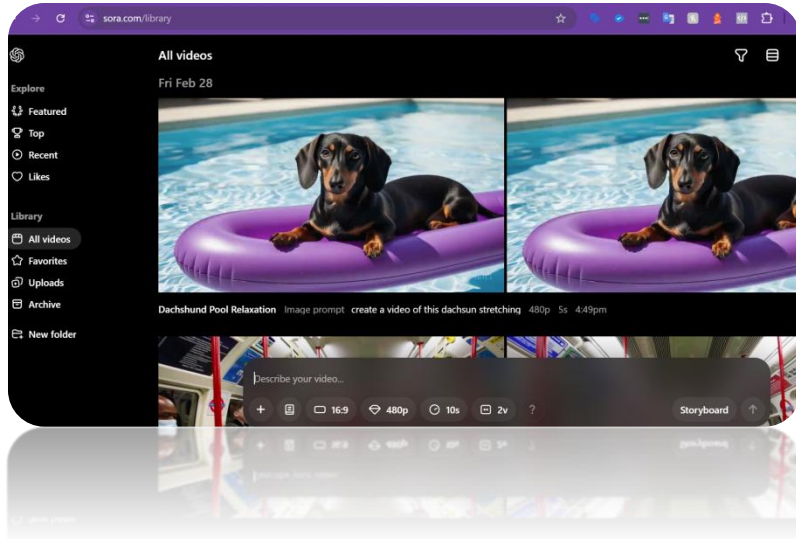 sora.com/library
All videos
Fri Feb 28
Explore
Featured
Top
Recent
Likes
Library
All videos
Favorites
Uploads
Archive
New folder
Dachshund Pool Relaxation Image prompt create a video of this dachsun stretching 480p 5s 4:49pm
Describe your video...
+ 16:9 480p 10s 2v ? Storyboard